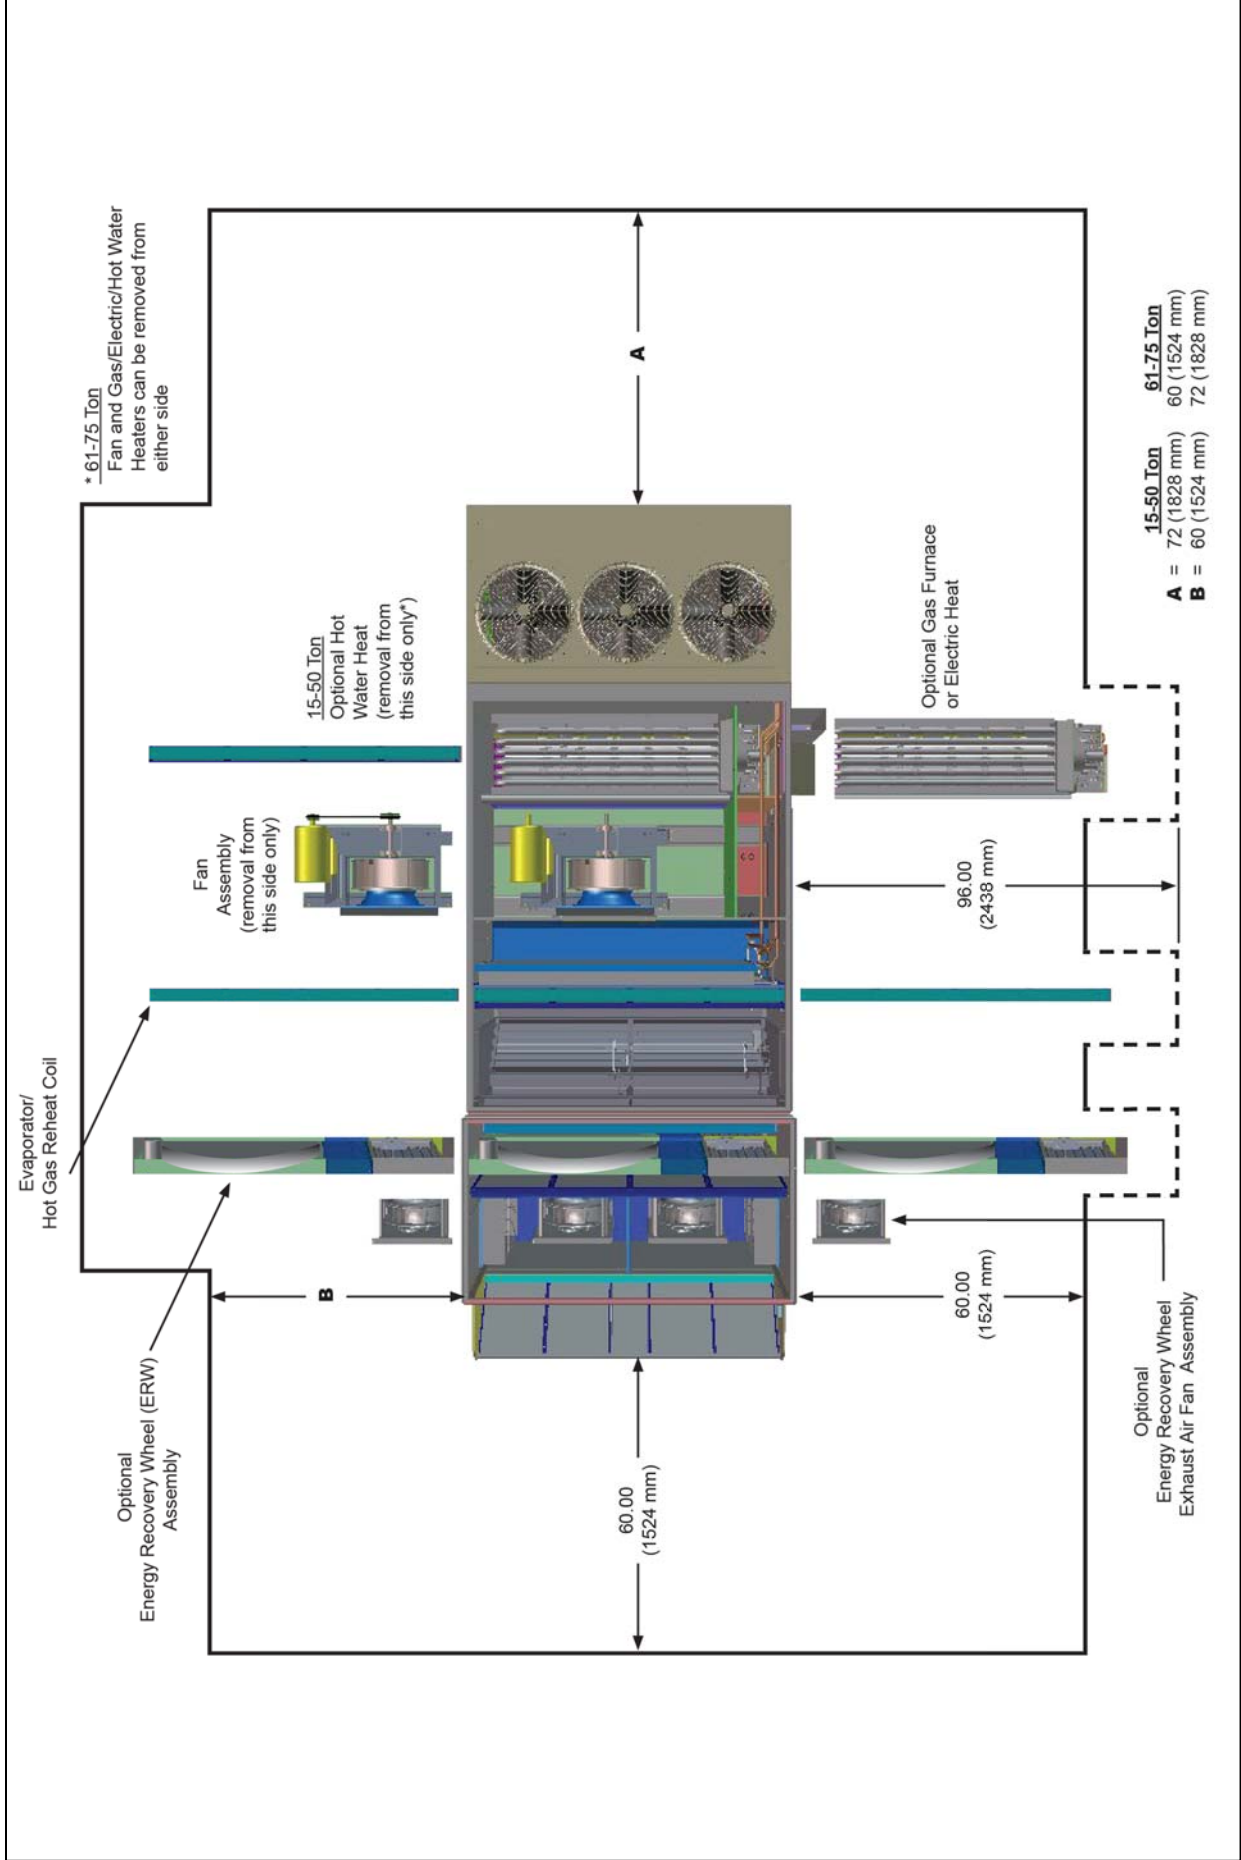 * 61-75 Ton
Fan and Gas/Electric/Hot Water
Heaters can be removed from
either side
Evaporator/
Hot Gas Reheat Coil
Optional
Energy Recovery Wheel (ERW)
Assembly
Fan
Assembly
(removal from
this side only)
15-50 Ton
Optional Hot
Water Heat
(removal from
this side only*)
B
A
60.00
(1524 mm)
60.00
(1524 mm)
96.00
(2438 mm)
Optional Gas Furnace
or Electric Heat
Optional
Energy Recovery Wheel
Exhaust Air Fan Assembly
15-50 Ton 61-75 Ton
A = 72 (1828 mm) 60 (1524 mm)
B = 60 (1524 mm) 72 (1828 mm)